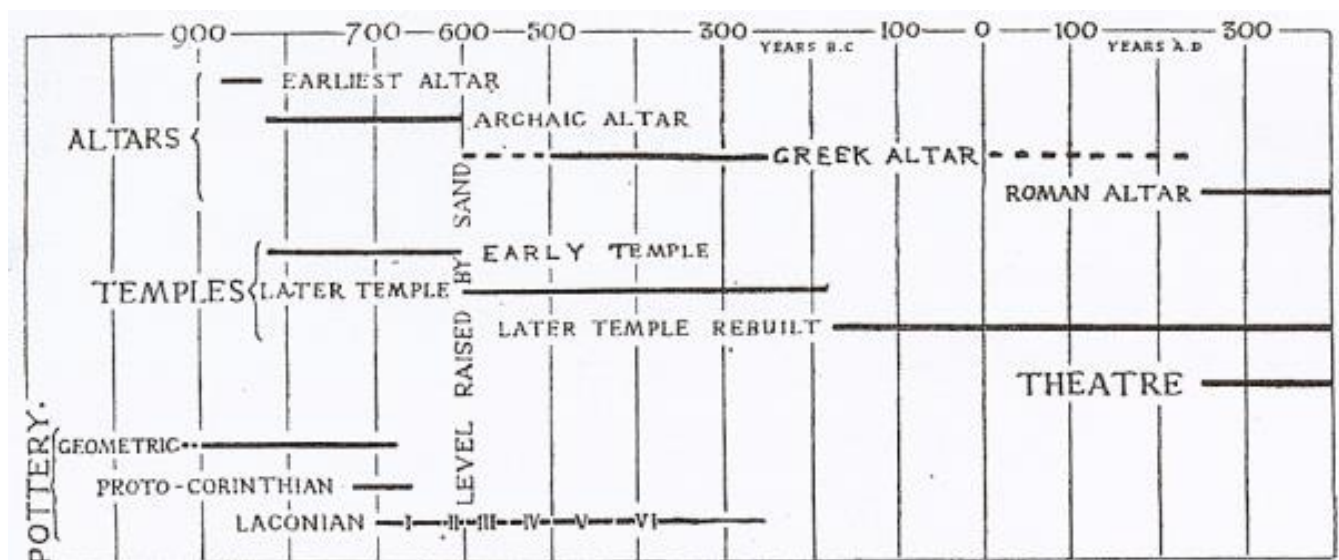 900 700 600 500 300 YEARS B.C 100 0 100 YEARS A.D 300
EARLIEST ALTAR
ALTARS
ARCHAIC ALTAR
GREEK ALTAR
ROMAN ALTAR
LEVEL RAISED BY SAND
EARLY TEMPLE
TEMPLES LATER TEMPLE
LATER TEMPLE REBUILT
THEATRE
POTTERY.
GEOMETRIC
PROTO-CORINTHIAN
LACONIAN I II III IV V VI